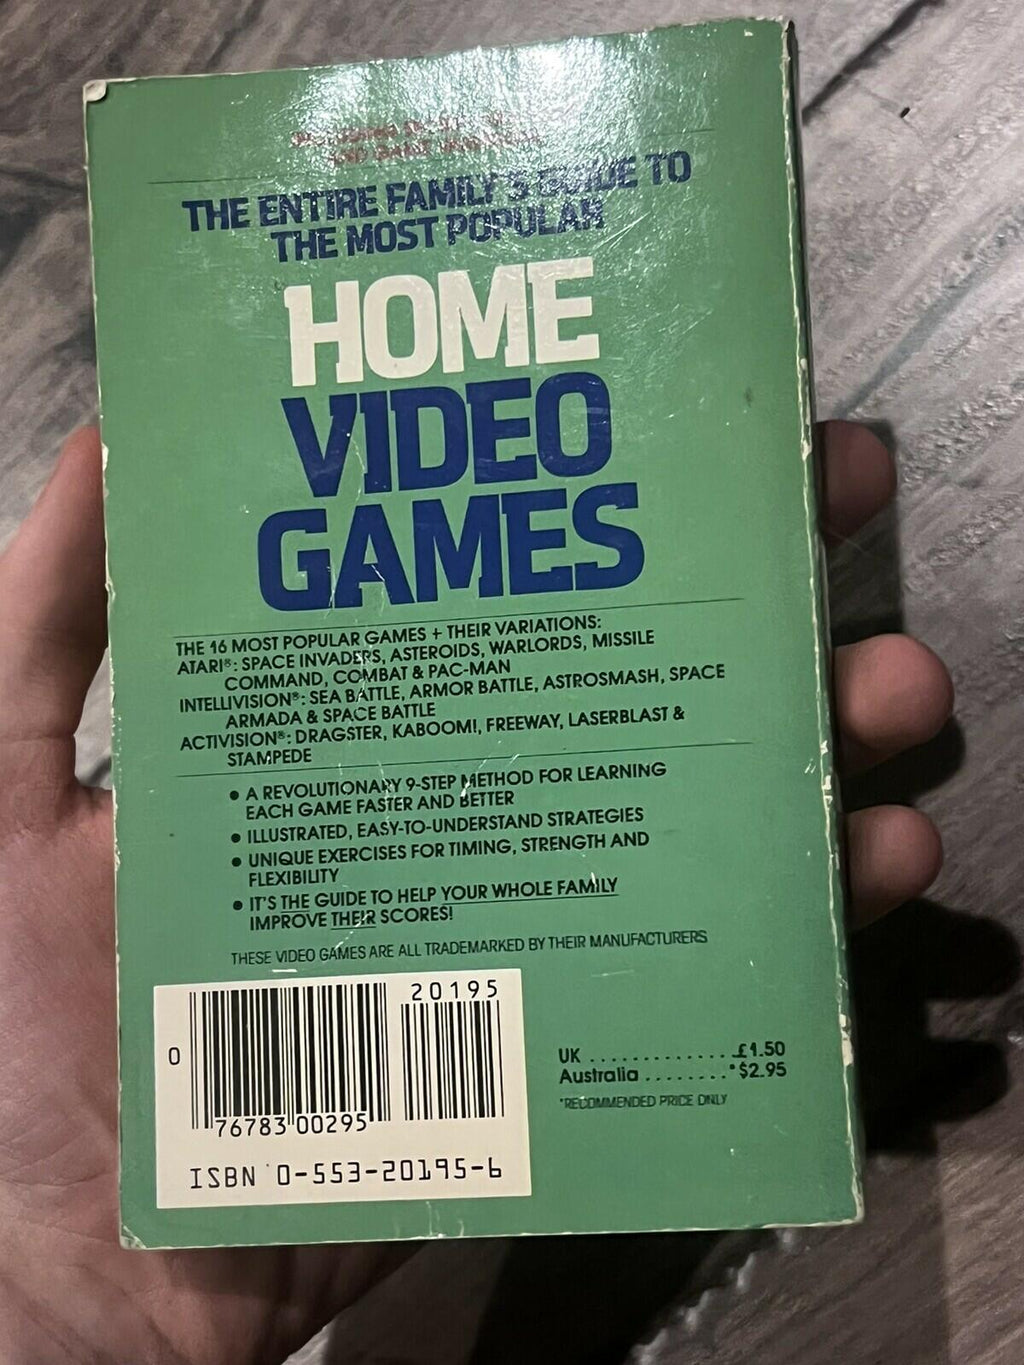 THE ENTIRE FAMILY'S GUIDE TO
THE MOST POPULAR
HOME
VIDEO
GAMES
THE 16 MOST POPULAR GAMES + THEIR VARIATIONS:
ATARI®: SPACE INVADERS, ASTEROIDS, WARLORDS, MISSILE
COMMAND, COMBAT & PAC-MAN
INTELLIVISION®: SEA BATTLE, ARMOR BATTLE, ASTROSMASH, SPACE
ARMADA & SPACE BATTLE
ACTIVISION®: DRAGSTER, KABOOM!, FREEWAY, LASERBLAST &
STAMPEDE
• A REVOLUTIONARY 9-STEP METHOD FOR LEARNING
EACH GAME FASTER AND BETTER
• ILLUSTRATED, EASY-TO-UNDERSTAND STRATEGIES
• UNIQUE EXERCISES FOR TIMING, STRENGTH AND
FLEXIBILITY
• IT'S THE GUIDE TO HELP YOUR WHOLE FAMILY
IMPROVE THEIR SCORES!
THESE VIDEO GAMES ARE ALL TRADEMARKED BY THEIR MANUFACTURERS
20195
0
76783 00295
ISBN 0-553-20195-6
UK ..............£1.50
Australia ........*$2.95
*RECOMMENDED PRICE ONLY